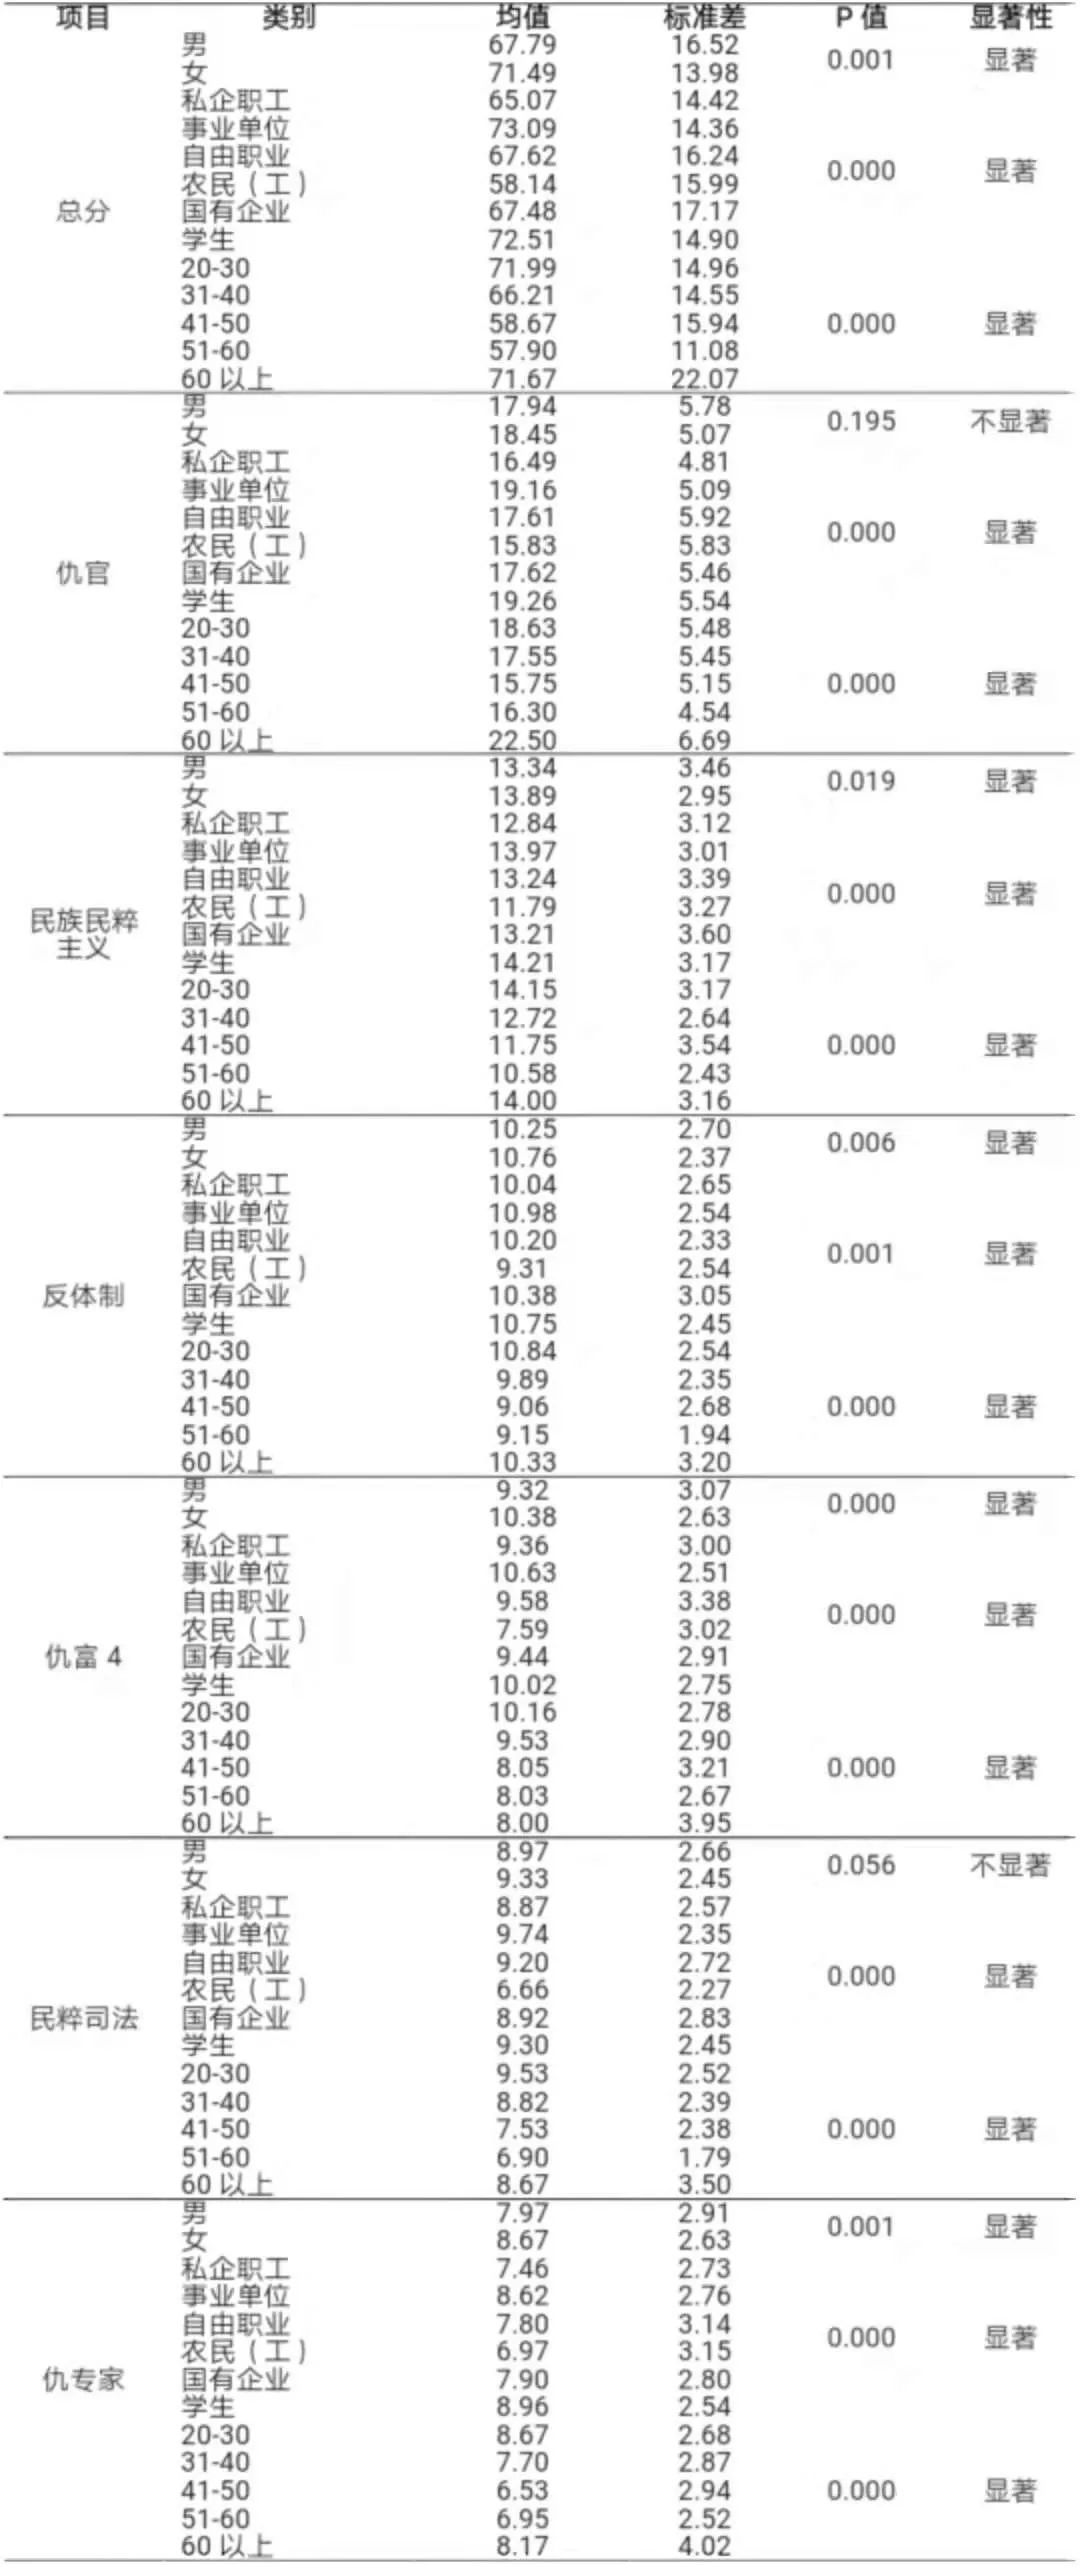 项目 类别 均值 标准差 P 值 显著性
男 67.79 16.52
0.001 显著
女 71.49 13.98
私企职工 65.07 14.42
事业单位 73.09 14.36
自由职业 67.62 16.24
0.000 显著
农民（工） 58.14 15.99
总分 国有企业 67.48 17.17
学生 72.51 14.90
20-30 71.99 14.96
31-40 66.21 14.55
41-50 58.67 15.94 0.000 显著
51-60 57.90 11.08
60 以上 71.67 22.07
男 17.94 5.78
0.195 不显著
女 18.45 5.07
私企职工 16.49 4.81
事业单位 19.16 5.09
自由职业 17.61 5.92
0.000 显著
农民（工） 15.83 5.83
仇官 国有企业 17.62 5.46
学生 19.26 5.54
20-30 18.63 5.48
31-40 17.55 5.45
41-50 15.75 5.15 0.000 显著
51-60 16.30 4.54
60 以上 22.50 6.69
男 13.34 3.46
0.019 显著
女 13.89 2.95
私企职工 12.84 3.12
事业单位 13.97 3.01
自由职业 13.24 3.39
0.000 显著
农民（工） 11.79 3.27
民族民粹
国有企业 13.21 3.60
主义
学生 14.21 3.17
20-30 14.15 3.17
31-40 12.72 2.64
41-50 11.75 3.54 0.000 显著
51-60 10.58 2.43
60 以上 14.00 3.16
男 10.25 2.70
0.006 显著
女 10.76 2.37
私企职工 10.04 2.65
事业单位 10.98 2.54
自由职业 10.20 2.33
0.001 显著
农民（工） 9.31 2.54
反体制 国有企业 10.38 3.05
学生 10.75 2.45
20-30 10.84 2.54
31-40 9.89 2.35
41-50 9.06 2.68 0.000 显著
51-60 9.15 1.94
60 以上 10.33 3.20
男 9.32 3.07
0.000 显著
女 10.38 2.63
私企职工 9.36 3.00
事业单位 10.63 2.51
自由职业 9.58 3.38
0.000 显著
农民（工） 7.59 3.02
仇富 4 国有企业 9.44 2.91
学生 10.02 2.75
20-30 10.16 2.78
31-40 9.53 2.90
41-50 8.05 3.21 0.000 显著
51-60 8.03 2.67
60 以上 8.00 3.95
男 8.97 2.66
0.056 不显著
女 9.33 2.45
私企职工 8.87 2.57
事业单位 9.74 2.35
自由职业 9.20 2.72
0.000 显著
农民（工） 6.66 2.27
民粹司法 国有企业 8.92 2.83
学生 9.30 2.45
20-30 9.53 2.52
31-40 8.82 2.39
41-50 7.53 2.38 0.000 显著
51-60 6.90 1.79
60 以上 8.67 3.50
男 7.97 2.91
0.001 显著
女 8.67 2.63
私企职工 7.46 2.73
事业单位 8.62 2.76
自由职业 7.80 3.14
0.000 显著
农民（工） 6.97 3.15
仇专家 国有企业 7.90 2.80
学生 8.96 2.54
20-30 8.67 2.68
31-40 7.70 2.87
41-50 6.53 2.94 0.000 显著
51-60 6.95 2.52
60 以上 8.17 4.02